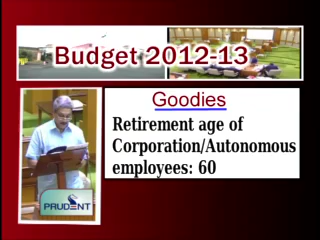 Budget 2012-13
Goodies
Retirement age of
Corporation/Autonomous
employees: 60
PRUDENT